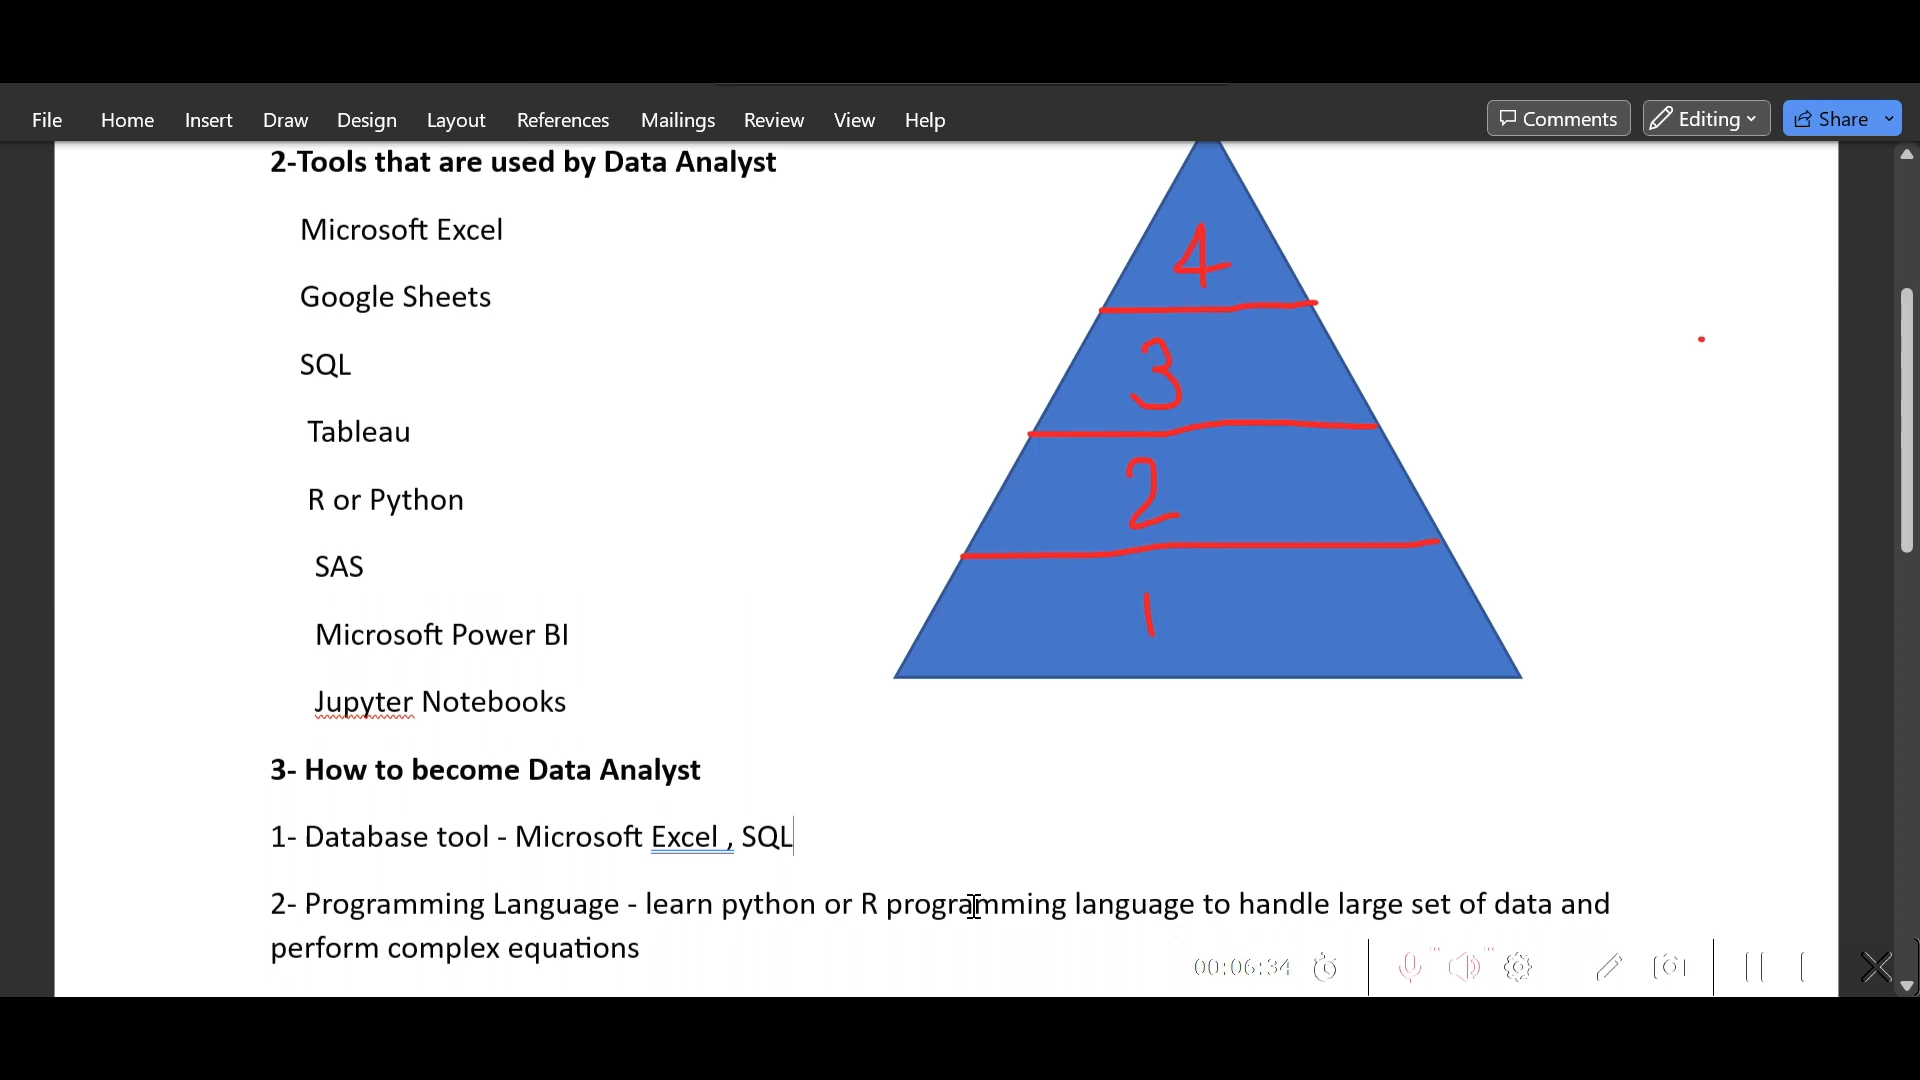 File Home Insert Draw Design Layout References Mailings Review View Help Comments Editing Share
2-Tools that are used by Data Analyst
Microsoft Excel
Google Sheets
SQL
Tableau
R or Python
SAS
Microsoft Power BI
Jupyter Notebooks
4
3
2
1
3- How to become Data Analyst
1- Database tool - Microsoft Excel , SQL
2- Programming Language - learn python or R programming language to handle large set of data and
perform complex equations
00:06:34